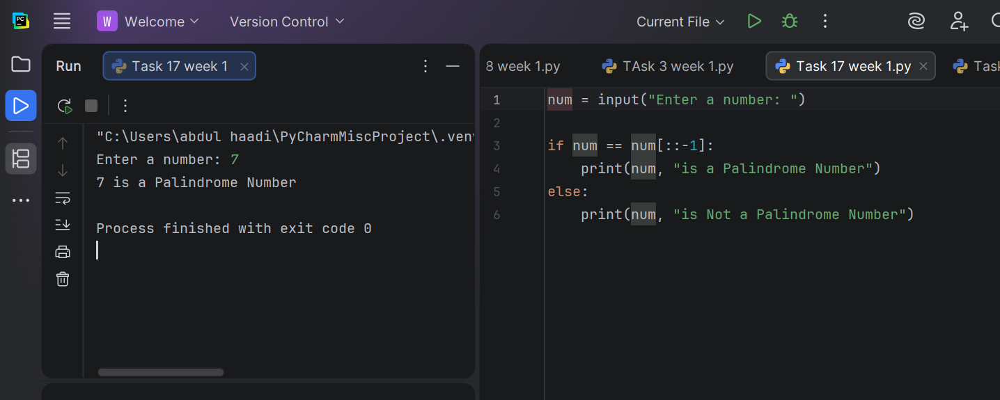 PC
W Welcome Version Control Current File
Run Task 17 week 1
8 week 1.py TAsk 3 week 1.py Task 17 week 1.py
"C:\Users\abdul haadi\PyCharmMiscProject\
Enter a number: 7
7 is a Palindrome Number
Process finished with exit code 0
1 num = input("Enter a number: ")
2
3 if num == num[::-1]:
4 print(num, "is a Palindrome Number")
5 else:
6 print(num, "is Not a Palindrome Number")